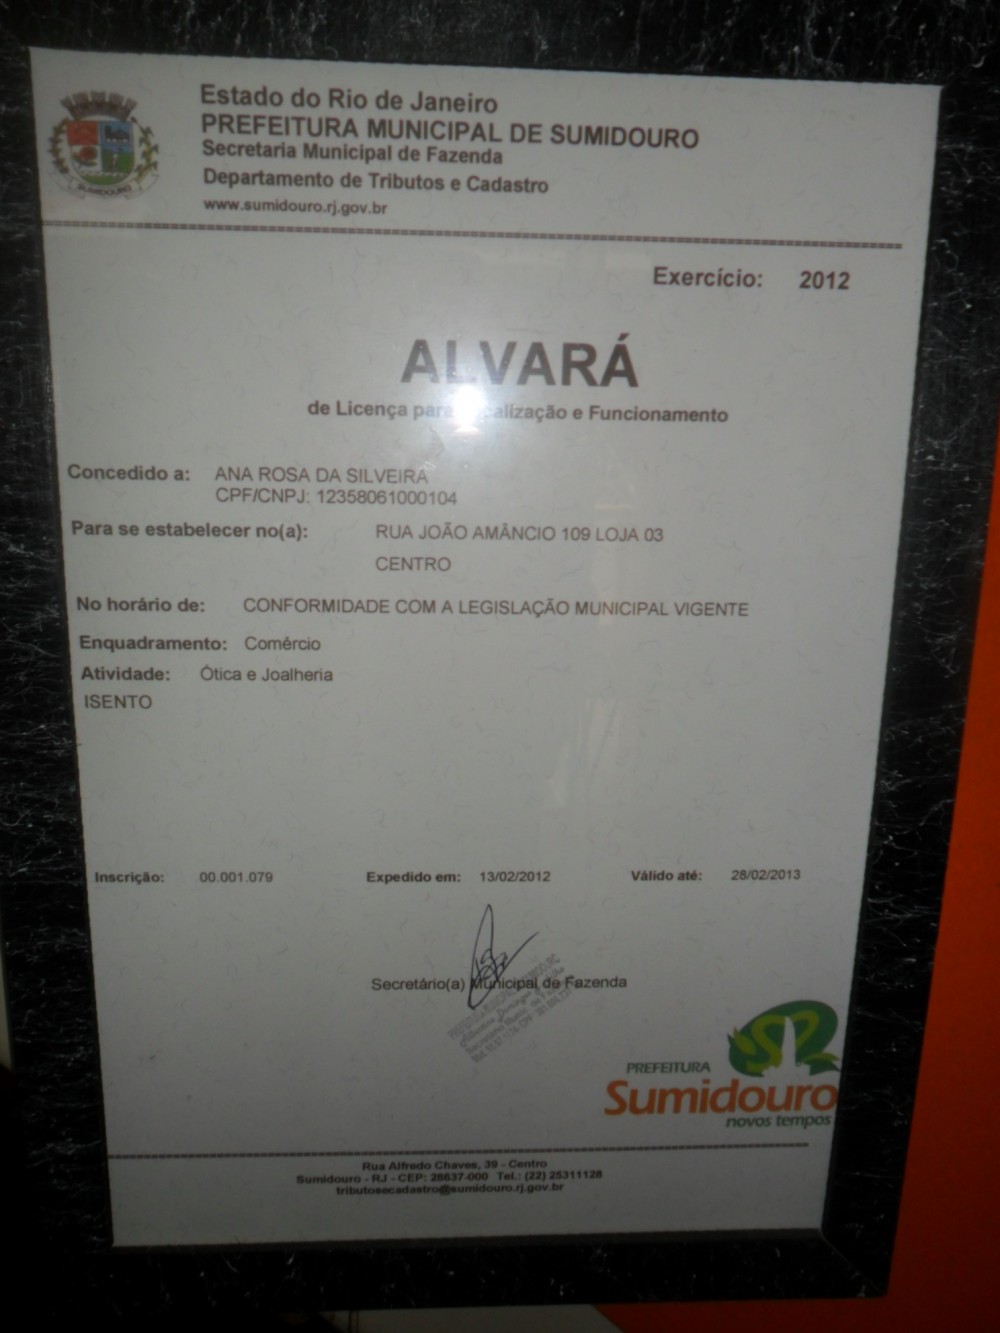 SUMIDOURO
Estado do Rio de Janeiro
PREFEITURA MUNICIPAL DE SUMIDOURO
Secretaria Municipal de Fazenda
Departamento de Tributos e Cadastro
www.sumidouro.rj.gov.br
Exercício: 2012
ALVARÁ
de Licença para Localização e Funcionamento
Concedido a: ANA ROSA DA SILVEIRA
CPF/CNPJ: 12358061000104
Para se estabelecer no(a): RUA JOÃO AMÂNCIO 109 LOJA 03
CENTRO
No horário de: CONFORMIDADE COM A LEGISLAÇÃO MUNICIPAL VIGENTE
Enquadramento: Comércio
Atividade: Ótica e Joalheria
ISENTO
Inscrição: 00.001.079 Expedido em: 13/02/2012 Válido até: 28/02/2013
Secretário(a) Municipal de Fazenda
PREFEITURA
Sumidouro
novos tempos
Rua Alfredo Chaves, 39 - Centro
Sumidouro - RJ - CEP: 28637-000 Tel.: (22) 25311128
tributosecadastro@sumidouro.rj.gov.br